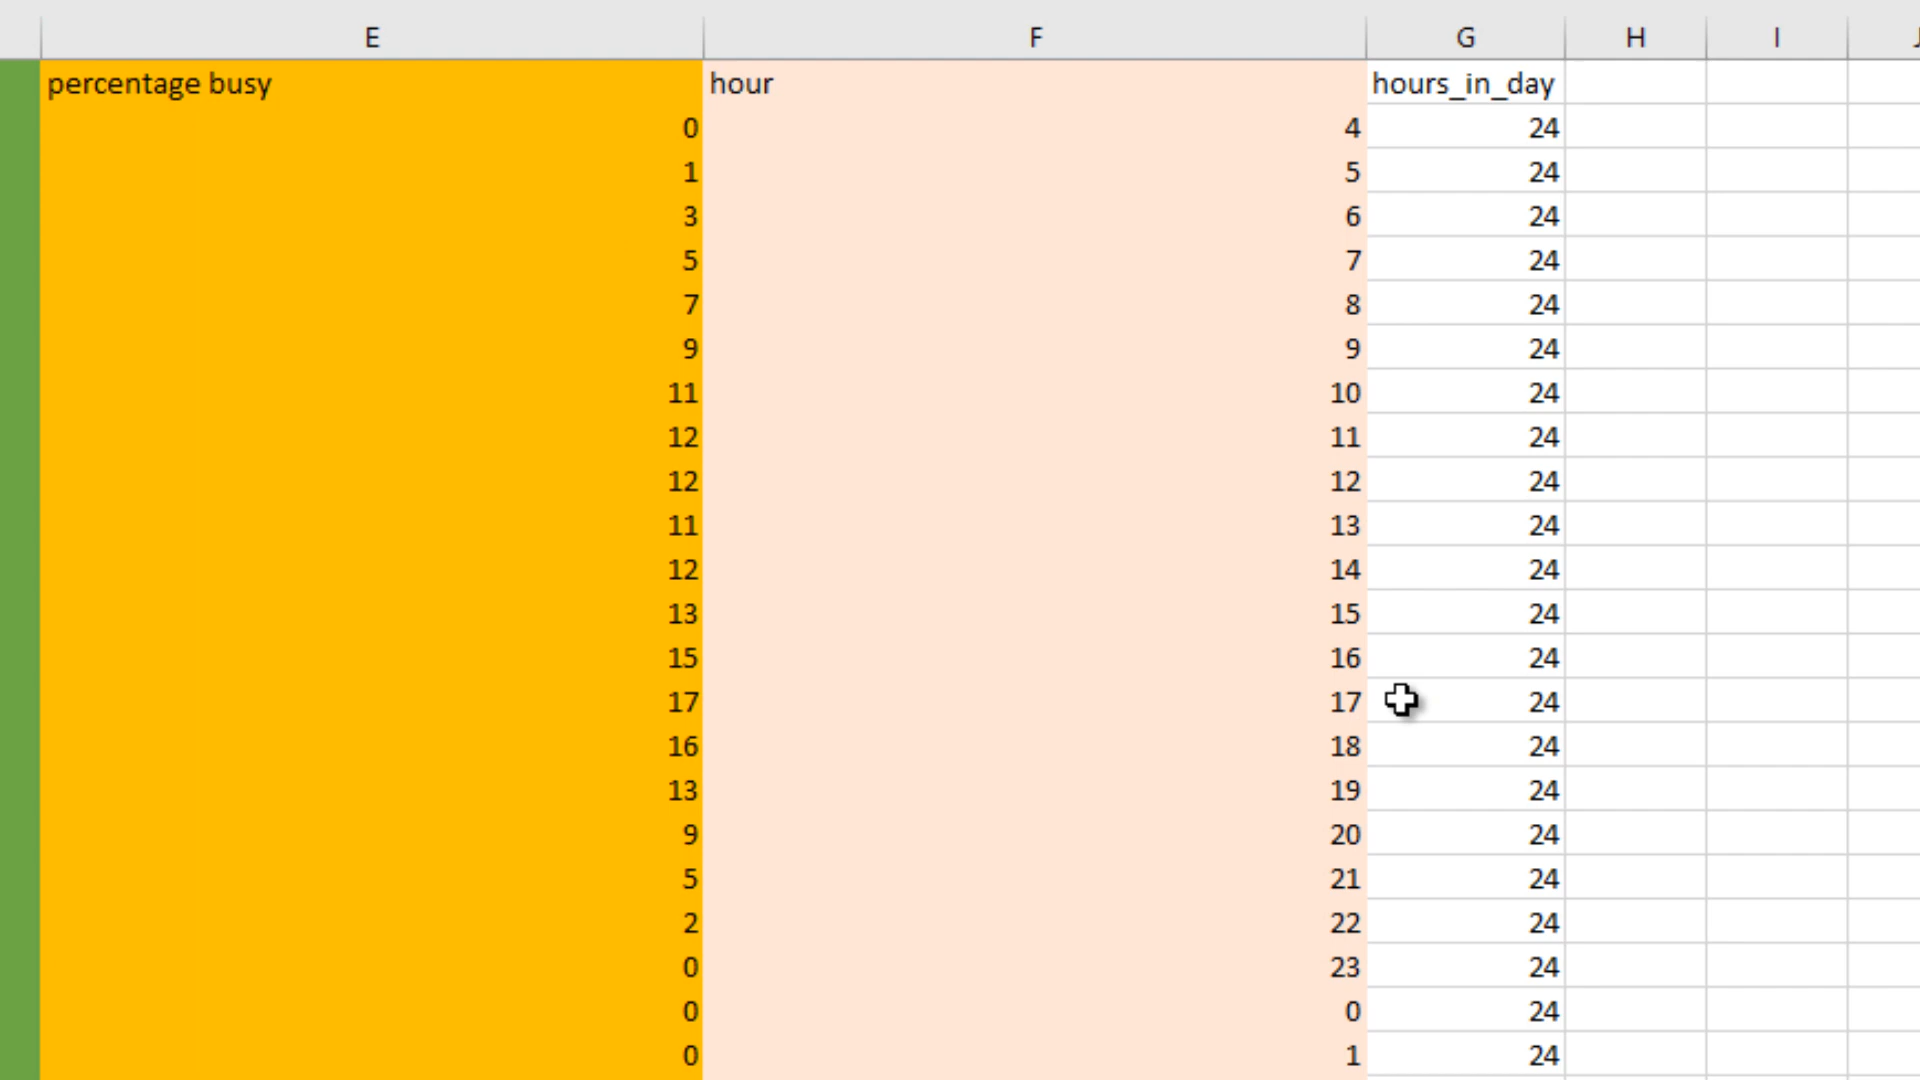 E F G H I
percentage busy hour hours_in_day
0 4 24
1 5 24
3 6 24
5 7 24
7 8 24
9 9 24
11 10 24
12 11 24
12 12 24
11 13 24
12 14 24
13 15 24
15 16 24
17 17 24
16 18 24
13 19 24
9 20 24
5 21 24
2 22 24
0 23 24
0 0 24
0 1 24